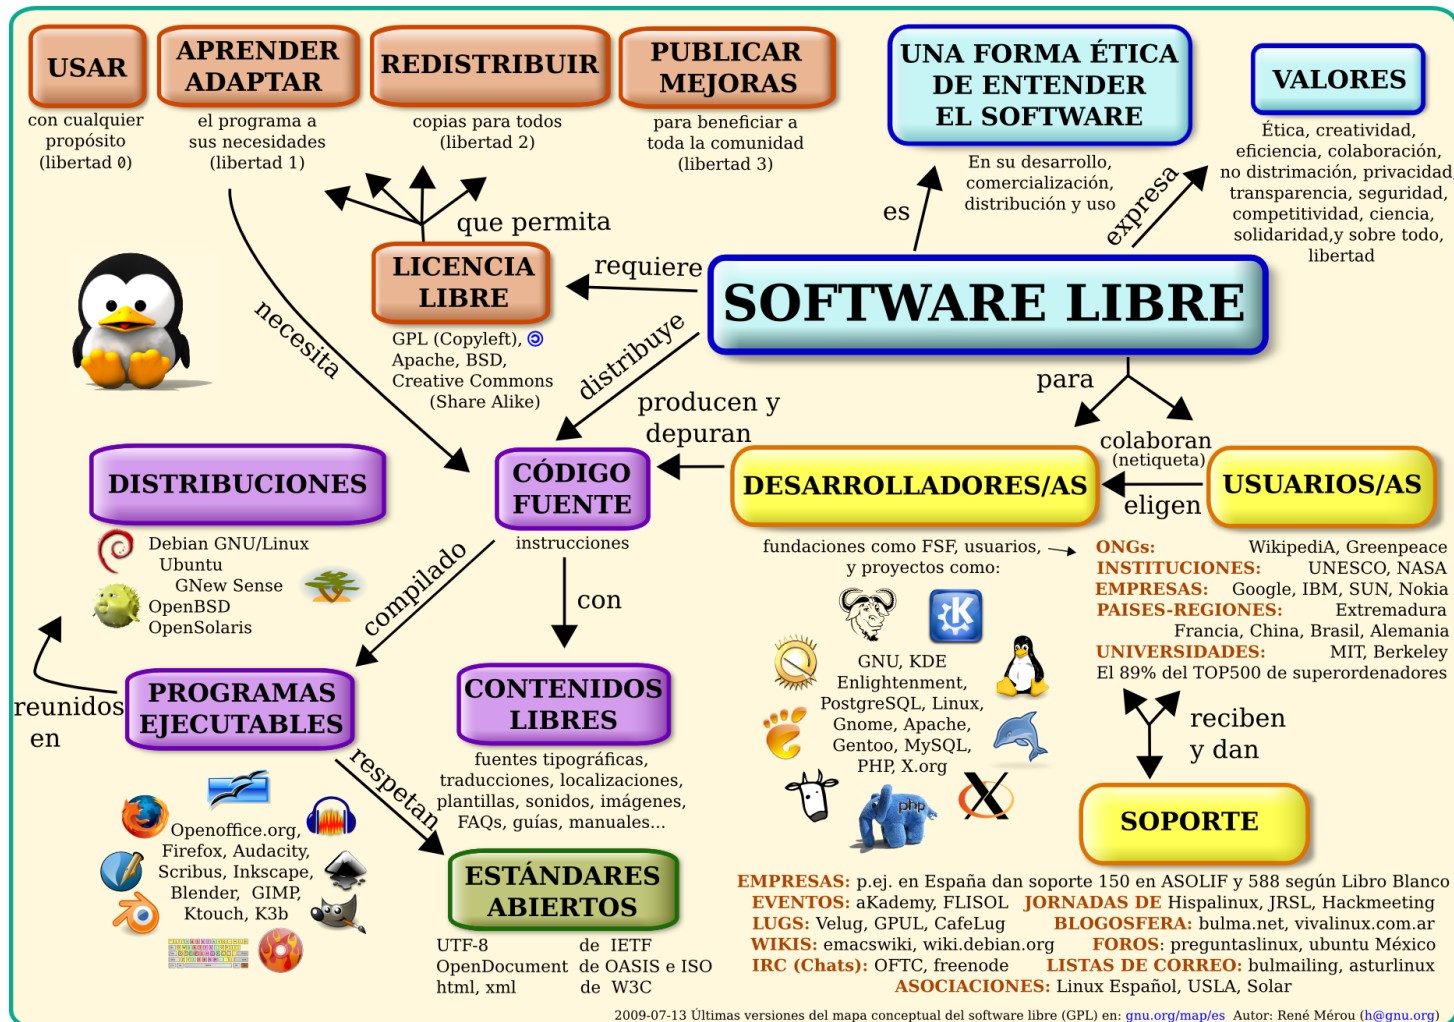 USAR
con cualquier
propósito
(libertad 0)
APRENDER
ADAPTAR
el programa a
sus necesidades
(libertad 1)
REDISTRIBUIR
copias para todos
(libertad 2)
PUBLICAR
MEJORAS
para beneficiar a
toda la comunidad
(libertad 3)
UNA FORMA ÉTICA
DE ENTENDER
EL SOFTWARE
En su desarrollo,
comercialización,
distribución y uso
VALORES
Ética, creatividad,
eficiencia, colaboración,
no distrimación, privacidad,
transparencia, seguridad,
competitividad, ciencia,
solidaridad,y sobre todo,
libertad
es
expresa
que permita
LICENCIA
LIBRE
requiere
SOFTWARE LIBRE
GPL (Copyleft),
Apache, BSD,
Creative Commons
(Share Alike)
necesita
distribuye
para
producen y
depuran
colaboran
(netiqueta)
eligen
DISTRIBUCIONES
Debian GNU/Linux
Ubuntu
GNew Sense
OpenBSD
OpenSolaris
CÓDIGO
FUENTE
instrucciones
DESARROLLADORES/AS
fundaciones como FSF, usuarios,
y proyectos como:
GNU, KDE
Enlightenment,
PostgreSQL, Linux,
Gnome, Apache,
Gentoo, MySQL,
PHP, X.org
php
USUARIOS/AS
ONGs: WikipediA, Greenpeace
INSTITUCIONES: UNESCO, NASA
EMPRESAS: Google, IBM, SUN, Nokia
PAISES-REGIONES: Extremadura
Francia, China, Brasil, Alemania
UNIVERSIDADES: MIT, Berkeley
El 89% del TOP500 de superordenadores
compilado
con
reunidos
en
PROGRAMAS
EJECUTABLES
Openoffice.org,
Firefox, Audacity,
Scribus, Inkscape,
Blender, GIMP,
Ktouch, K3b
respetan
CONTENIDOS
LIBRES
fuentes tipográficas,
traducciones, localizaciones,
plantillas, sonidos, imágenes,
FAQs, guías, manuales...
ESTÁNDARES
ABIERTOS
UTF-8 de IETF
OpenDocument de OASIS e ISO
html, xml de W3C
reciben
y dan
SOPORTE
EMPRESAS: p.ej. en España dan soporte 150 en ASOLIF y 588 según Libro Blanco
EVENTOS: aKademy, FLISOL JORNADAS DE Hispalinux, JRSL, Hackmeeting
LUGS: Velug, GPUL, CafeLug BLOGOSFERA: bulma.net, vivalinux.com.ar
WIKIS: emacswiki, wiki.debian.org FOROS: preguntaslinux, ubuntu México
IRC (Chats): OFTC, freenode LISTAS DE CORREO: bulmailing, asturlinux
ASOCIACIONES: Linux Español, USLA, Solar
2009-07-13 Últimas versiones del mapa conceptual del software libre (GPL) en: gnu.org/map/es Autor: René Mérou (h@gnu.org)